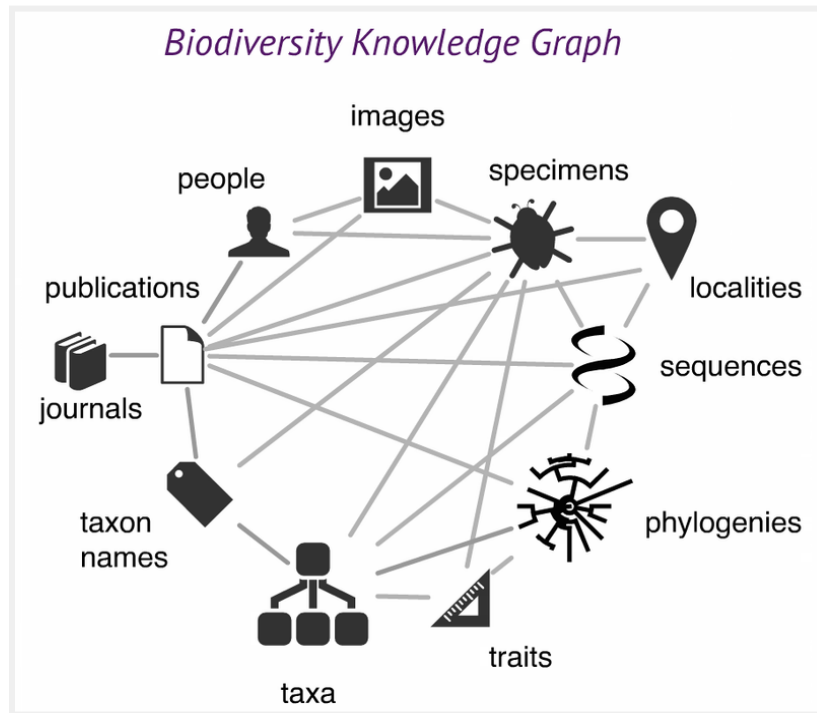 Biodiversity Knowledge Graph
images
people
specimens
publications
localities
sequences
journals
taxon
names
phylogenies
traits
taxa